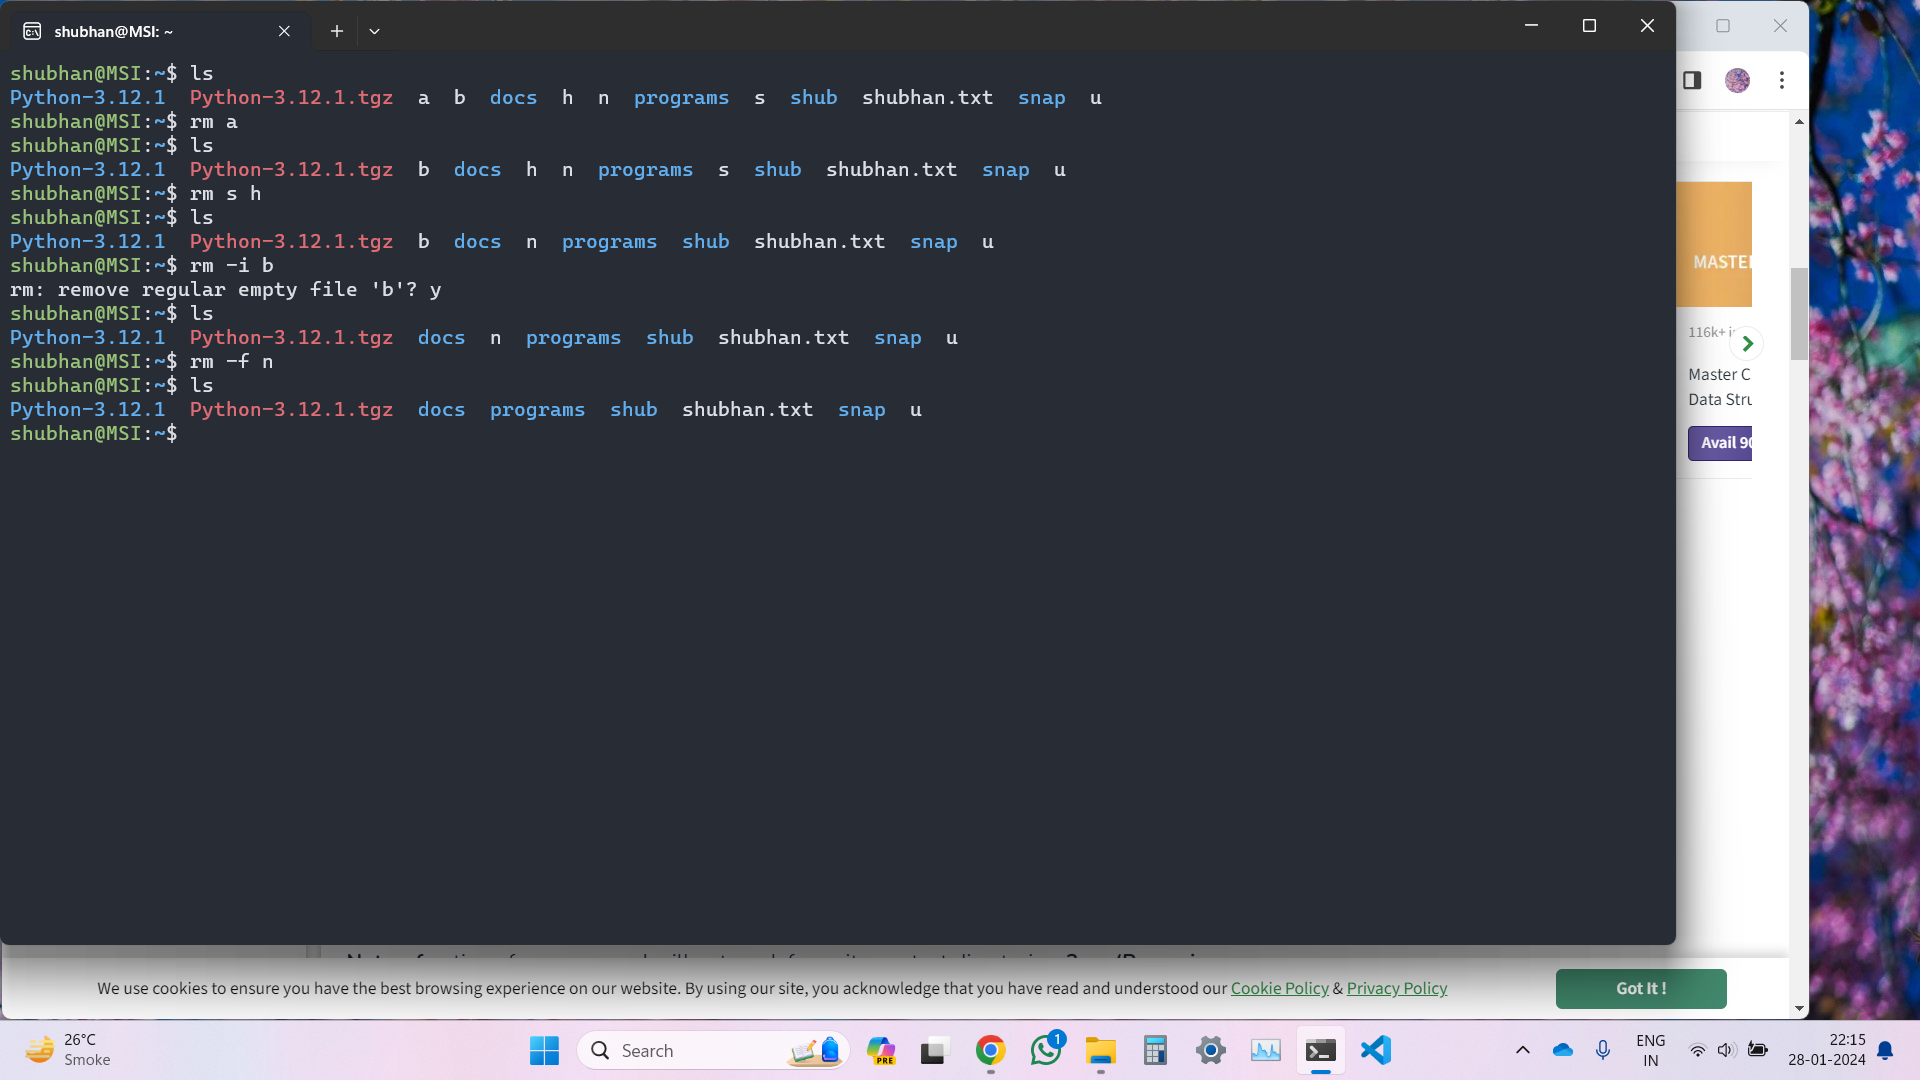 shubhan@MSI: ~
shubhan@MSI:~$ ls
Python-3.12.1 Python-3.12.1.tgz a b docs h n programs s shub shubhan.txt snap u
shubhan@MSI:~$ rm a
shubhan@MSI:~$ ls
Python-3.12.1 Python-3.12.1.tgz b docs h n programs s shub shubhan.txt snap u
shubhan@MSI:~$ rm s h
shubhan@MSI:~$ ls
Python-3.12.1 Python-3.12.1.tgz b docs n programs shub shubhan.txt snap u
shubhan@MSI:~$ rm -i b
rm: remove regular empty file 'b'? y
shubhan@MSI:~$ ls
Python-3.12.1 Python-3.12.1.tgz docs n programs shub shubhan.txt snap u
shubhan@MSI:~$ rm -f n
shubhan@MSI:~$ ls
Python-3.12.1 Python-3.12.1.tgz docs programs shub shubhan.txt snap u
shubhan@MSI:~$
MASTER
116k+
Master C
Data Stru
Avail 90
We use cookies to ensure you have the best browsing experience on our website. By using our site, you acknowledge that you have read and understood our Cookie Policy & Privacy Policy
Got It !
26°C
Smoke
Search
PRE
1
ENG
IN
22:15
28-01-2024